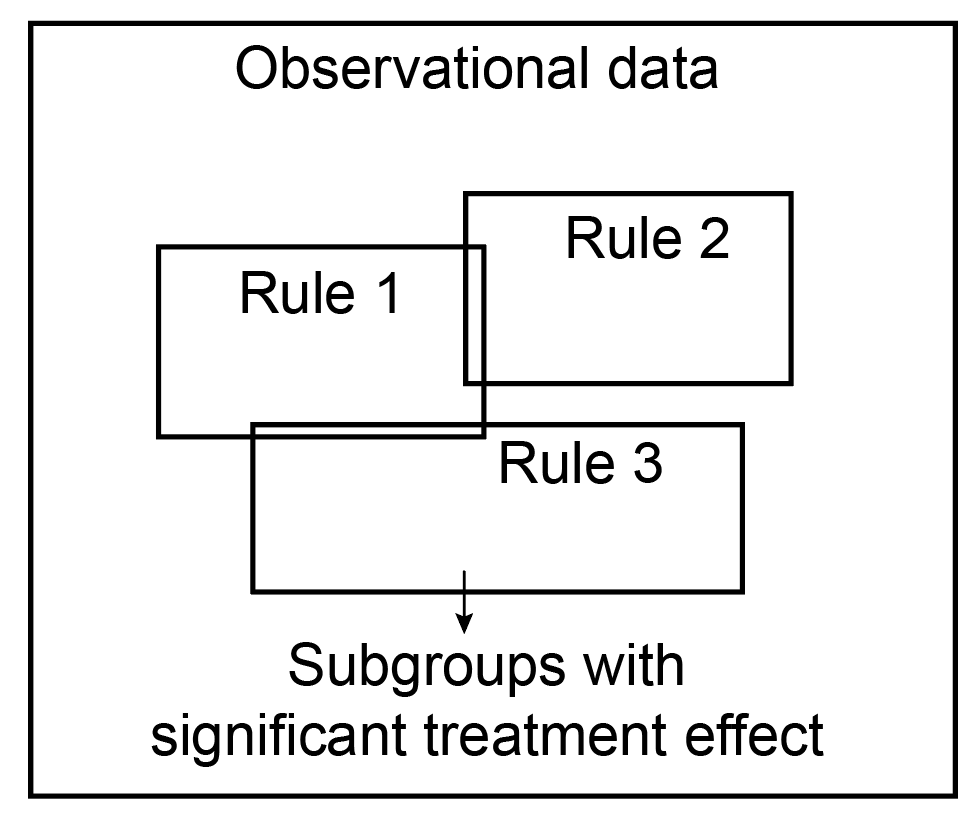 Observational data
Rule 2
Rule 1
Rule 3
Subgroups with
significant treatment effect